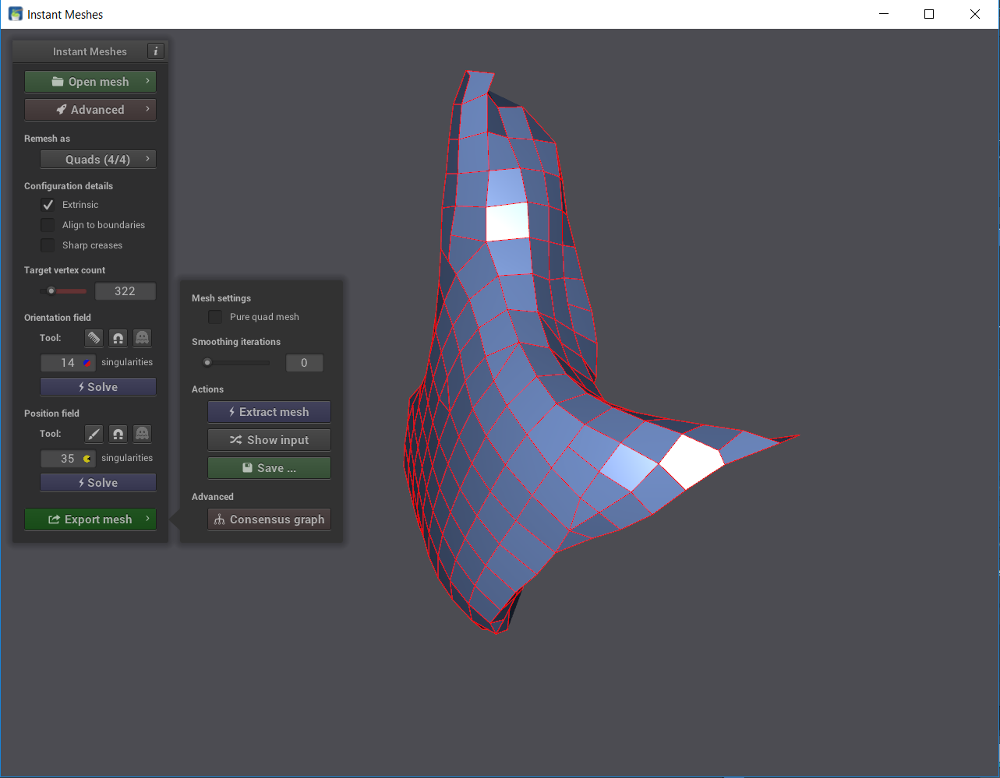 Instant Meshes
Instant Meshes
i
Open mesh
Advanced
Remesh as
Quads (4/4)
Configuration details
Extrinsic
Align to boundaries
Sharp creases
Target vertex count
322
Orientation field
Tool:
14 singularities
Solve
Position field
Tool:
35 singularities
Solve
Export mesh
Mesh settings
Pure quad mesh
Smoothing iterations
0
Actions
Extract mesh
Show input
Save ...
Advanced
Consensus graph